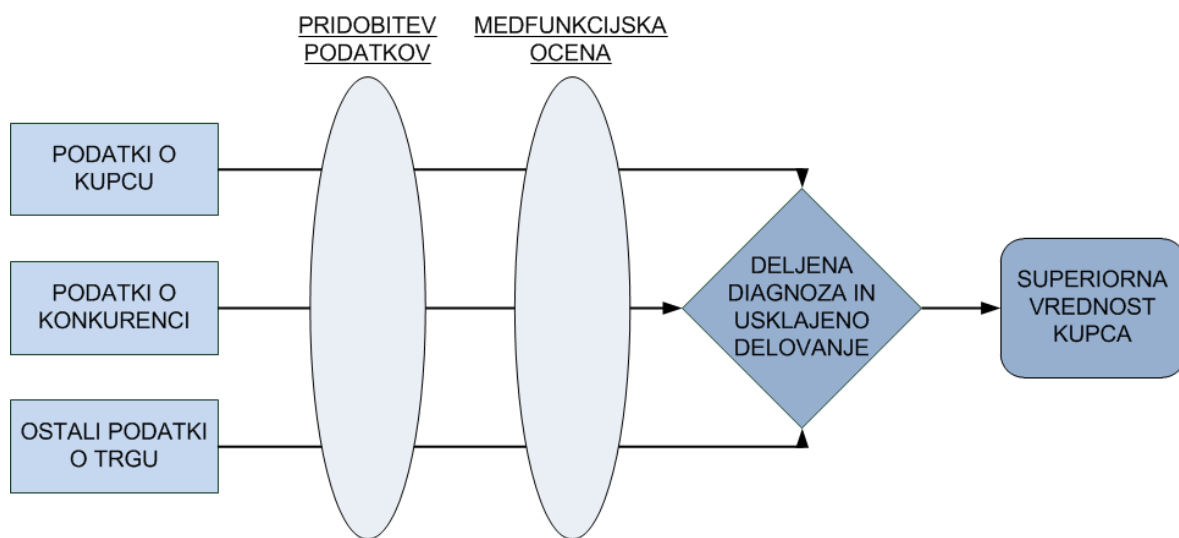 PRIDOBITEV
PODATKOV
MEDFUNKCIJSKA
OCENA
PODATKI O
KUPCU
PODATKI O
KONKURENCI
OSTALI PODATKI
O TRGU
DELJENA
DIAGNOZA IN
USKLAJENO
DELOVANJE
SUPERIORNA
VREDNOST
KUPCA